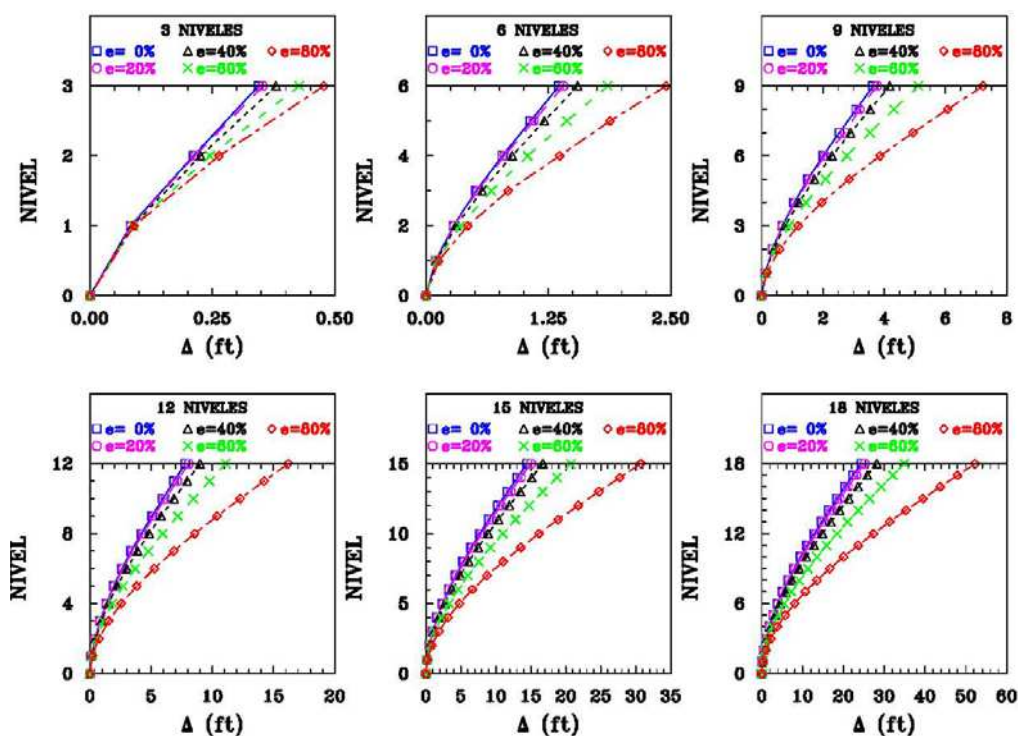 3 NIVELES
e= 0% e=40% e=80%
e=20% e=60%
NIVEL
3
2
1
0
0.00 0.25 0.50
Δ (ft)
6 NIVELES
e= 0% e=40% e=80%
e=20% e=60%
NIVEL
6
4
2
0
0.00 1.25 2.50
Δ (ft)
9 NIVELES
e= 0% e=40% e=80%
e=20% e=60%
NIVEL
9
6
3
0
0 2 4 6 8
Δ (ft)
12 NIVELES
e= 0% e=40% e=80%
e=20% e=60%
NIVEL
12
8
4
0
0 5 10 15 20
Δ (ft)
15 NIVELES
e= 0% e=40% e=80%
e=20% e=60%
NIVEL
15
10
5
0
0 5 10 15 20 25 30 35
Δ (ft)
18 NIVELES
e= 0% e=40% e=80%
e=20% e=60%
NIVEL
18
12
6
0
0 10 20 30 40 50 60
Δ (ft)